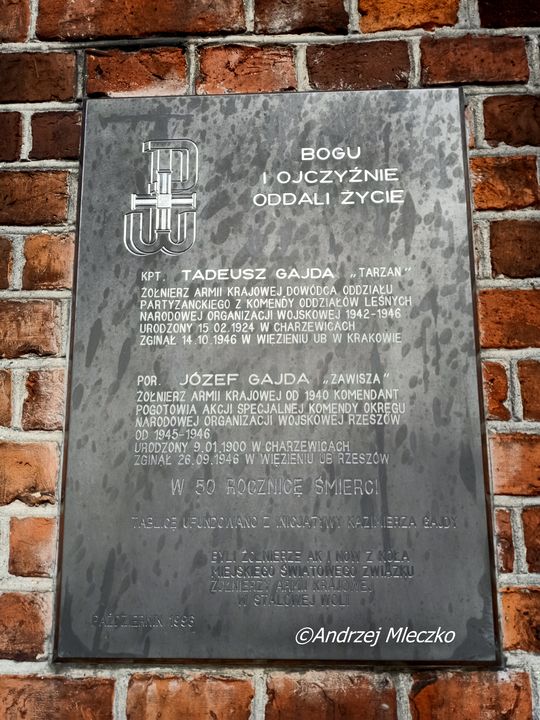 BOGU
I OJCZYŹNIE
ODDALI ŻYCIE
KPT. TADEUSZ GAJDA „TARZAN”
ŻOŁNIERZ ARMII KRAJOWEJ DOWÓDCA ODDZIAŁU
PARTYZANCKIEGO Z KOMENDY ODDZIAŁÓW LEŚNYCH
NARODOWEJ ORGANIZACJI WOJSKOWEJ 1942-1946
URODZONY 15.02.1924 W CHARZEWICACH
ZGINĄŁ 14.10.1946 W WIĘZIENIU UB W KRAKOWIE
POR. JÓZEF GAJDA „ZAWISZA”
ŻOŁNIERZ ARMII KRAJOWEJ OD 1940 KOMENDANT
POGOTOWIA AKCJI SPECJALNEJ KOMENDY OKRĘGU
NARODOWEJ ORGANIZACJI WOJSKOWEJ RZESZÓW
OD 1945-1946
URODZONY 9.01.1900 W CHARZEWICACH
ZGINĄŁ 26.09.1946 W WIĘZIENIU UB RZESZÓW
W 50 ROCZNICĘ ŚMIERCI
TABLICĘ UFUNDOWANO Z INICJATYWY KAZIMIERZA GAJDY
BYLI ŻOŁNIERZE AK I NOW Z KOŁA
MIEJSKIEGO ŚWIATOWEGO ZWIĄZKU
ŻOŁNIERZY ARMII KRAJOWEJ
W STALOWEJ WOLI
PAŹDZIERNIK 1996
©Andrzej Mleczko